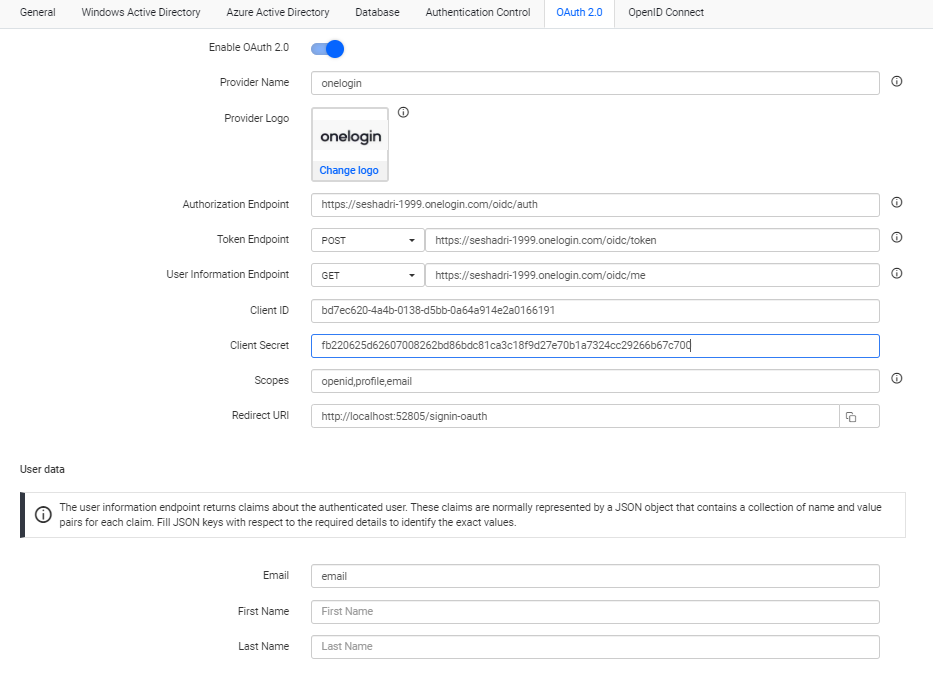 General Windows Active Directory Azure Active Directory Database Authentication Control OAuth 2.0 OpenID Connect
Enable OAuth 2.0
Provider Name onelogin
Provider Logo
onelogin
Change logo
Authorization Endpoint https://seshadri-1999.onelogin.com/oidc/auth
Token Endpoint POST https://seshadri-1999.onelogin.com/oidc/token
User Information Endpoint GET https://seshadri-1999.onelogin.com/oidc/me
Client ID bd7ec620-4a4b-0138-d5bb-0a64a914e2a0166191
Client Secret fb220625d62607008262bd86bdc81ca3c18f9d27e70b1a7324cc29266b67c700
Scopes openid,profile,email
Redirect URI http://localhost:52805/signin-oauth
User data
The user information endpoint returns claims about the authenticated user. These claims are normally represented by a JSON object that contains a collection of name and value
pairs for each claim. Fill JSON keys with respect to the required details to identify the exact values.
Email email
First Name First Name
Last Name Last Name